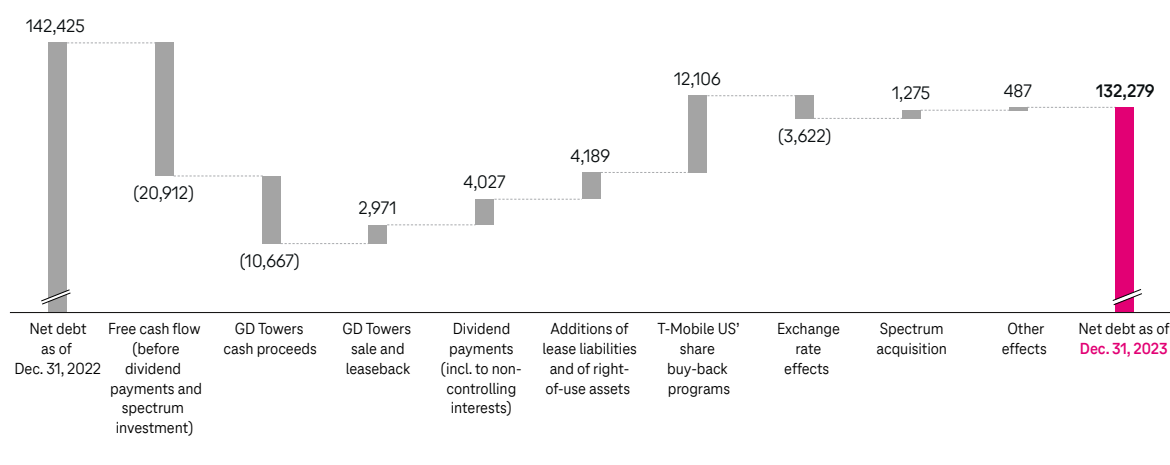 142,425
(20,912)
(10,667)
2,971
4,027
4,189
12,106
(3,622)
1,275
487
132,279
Net debt
as of
Dec. 31, 2022
Free cash flow
(before
dividend
payments and
spectrum
investment)
GD Towers
cash proceeds
GD Towers
sale and
leaseback
Dividend
payments
(incl. to non-
controlling
interests)
Additions of
lease liabilities
and of right-
of-use assets
T-Mobile US’
share
buy-back
programs
Exchange
rate
effects
Spectrum
acquisition
Other
effects
Net debt as of
Dec. 31, 2023